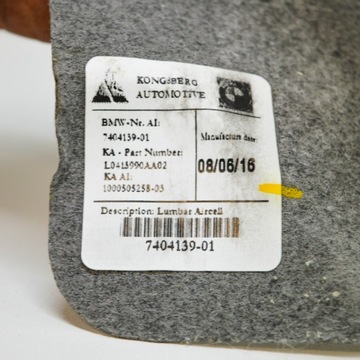 KONGSBERG
AUTOMOTIVE
BMW-Nr. AI:
7404139-01
Manufacture date:
KA - Part Number:
L0415990AA02
08/06/16
KA AI:
1000505258-03
Description: Lumbar Aircell
7404139-01